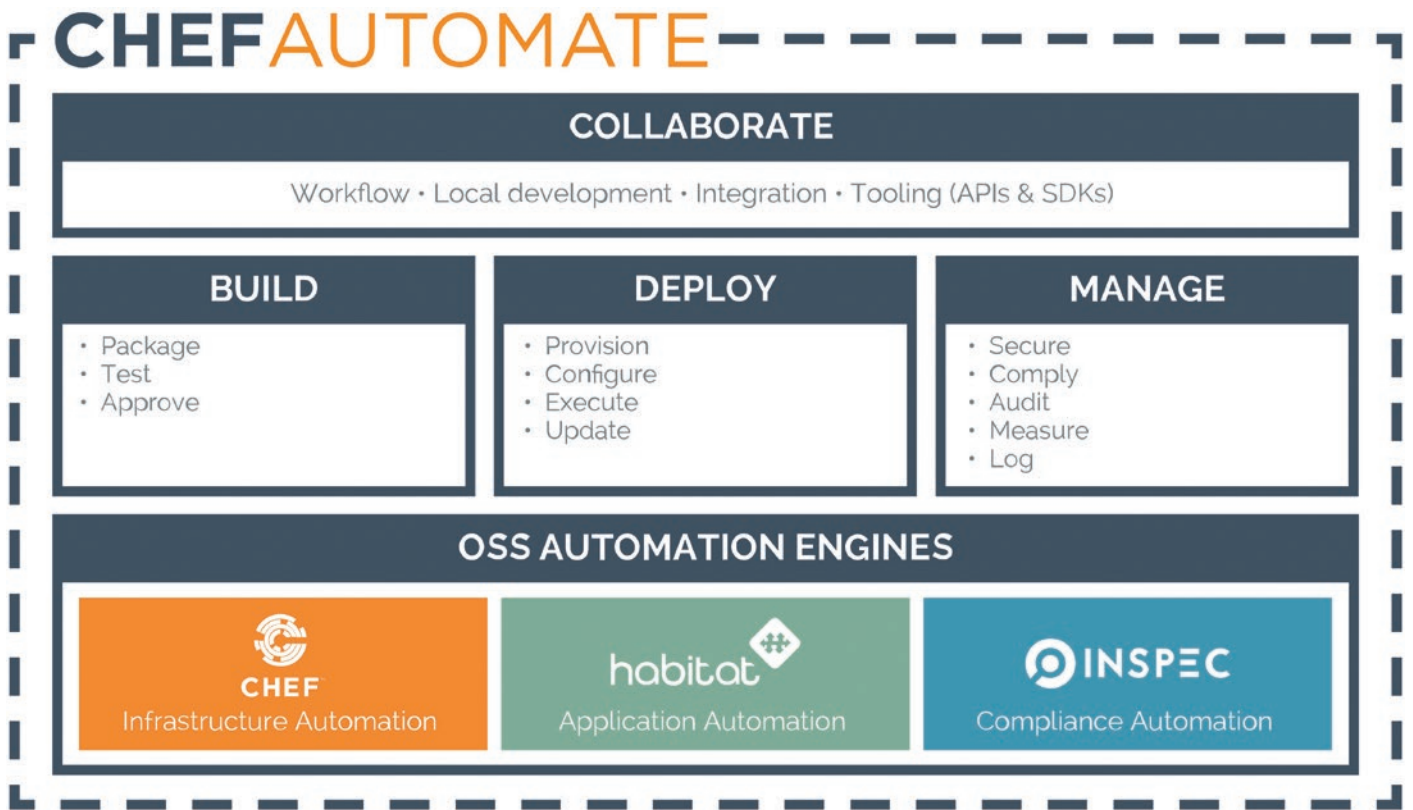 CHEFAUTOMATE
COLLABORATE
Workflow • Local development • Integration • Tooling (APIs & SDKs)
BUILD
• Package
• Test
• Approve
DEPLOY
• Provision
• Configure
• Execute
• Update
MANAGE
• Secure
• Comply
• Audit
• Measure
• Log
OSS AUTOMATION ENGINES
CHEF™
Infrastructure Automation
habitat
Application Automation
INSPEC
Compliance Automation